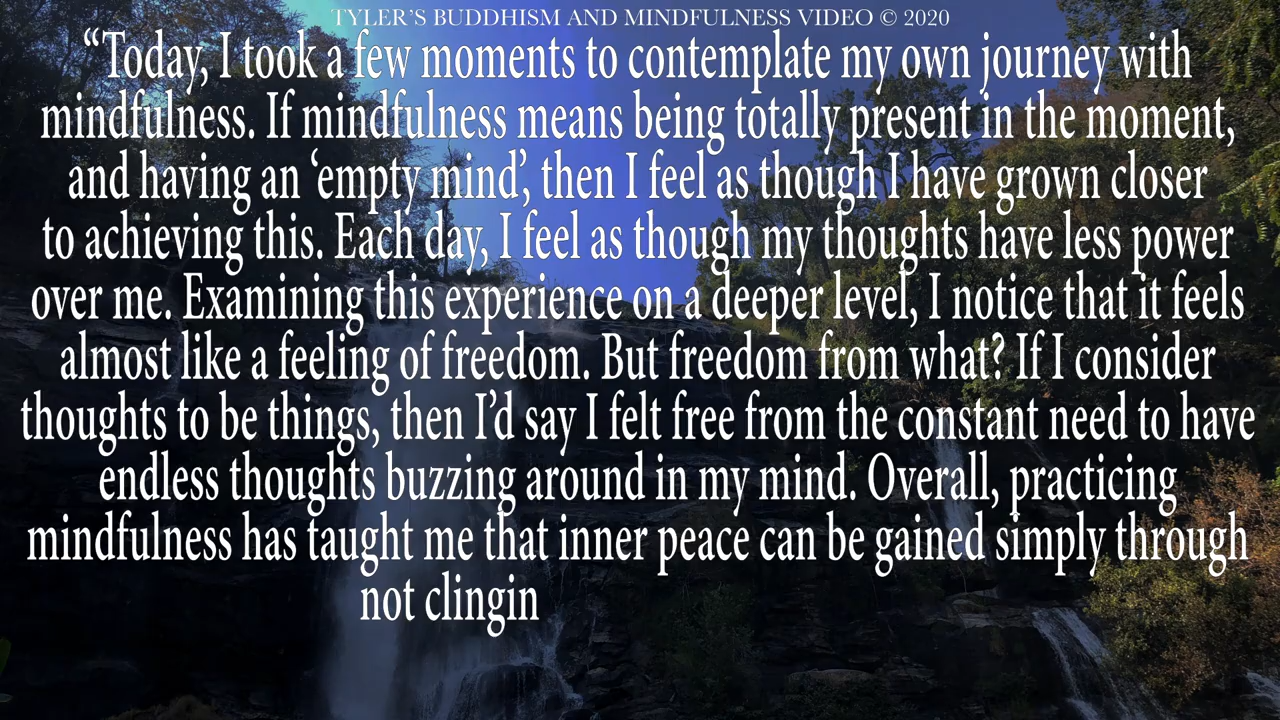 TYLER'S BUDDHISM AND MINDFULNESS VIDEO © 2020
“Today, I took a few moments to contemplate my own journey with
mindfulness. If mindfulness means being totally present in the moment,
and having an ‘empty mind’, then I feel as though I have grown closer
to achieving this. Each day, I feel as though my thoughts have less power
over me. Examining this experience on a deeper level, I notice that it feels
almost like a feeling of freedom. But freedom from what? If I consider
thoughts to be things, then I’d say I felt free from the constant need to have
endless thoughts buzzing around in my mind. Overall, practicing
mindfulness has taught me that inner peace can be gained simply through
not clingin